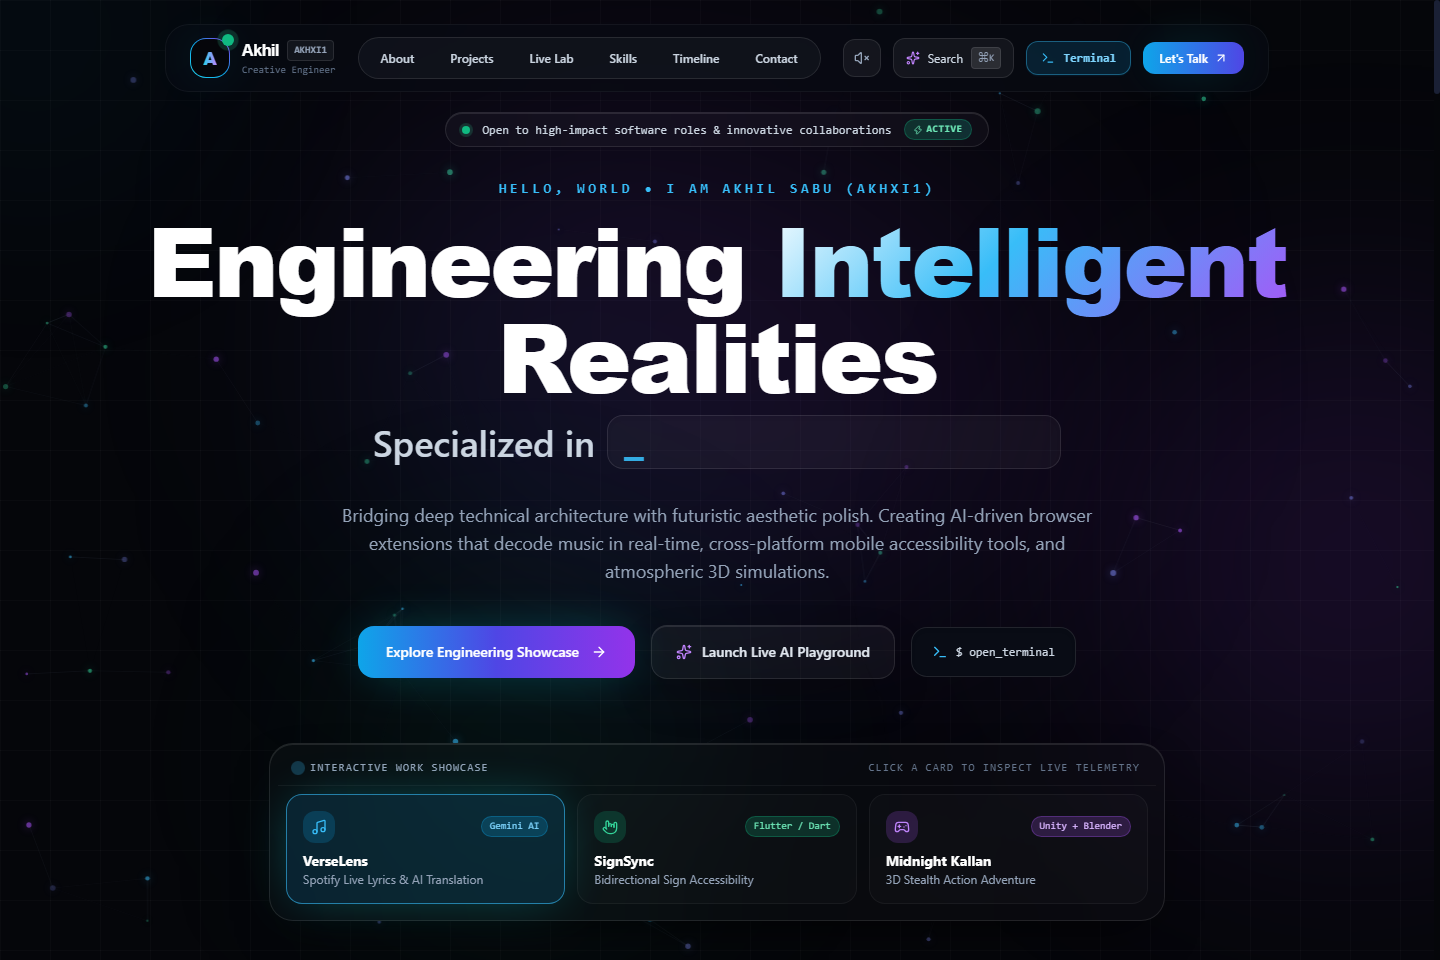 A
Akhil AKHXI1
Creative Engineer
About Projects Live Lab Skills Timeline Contact
Search ⌘K
Terminal
Let's Talk
Open to high-impact software roles & innovative collaborations ACTIVE
HELLO, WORLD • I AM AKHIL SABU (AKHXI1)
Engineering Intelligent
Realities
Specialized in _
Bridging deep technical architecture with futuristic aesthetic polish. Creating AI-driven browser
extensions that decode music in real-time, cross-platform mobile accessibility tools, and
atmospheric 3D simulations.
Explore Engineering Showcase
Launch Live AI Playground
$ open_terminal
INTERACTIVE WORK SHOWCASE
CLICK A CARD TO INSPECT LIVE TELEMETRY
Gemini AI
VerseLens
Spotify Live Lyrics & AI Translation
Flutter / Dart
SignSync
Bidirectional Sign Accessibility
Unity + Blender
Midnight Kallan
3D Stealth Action Adventure